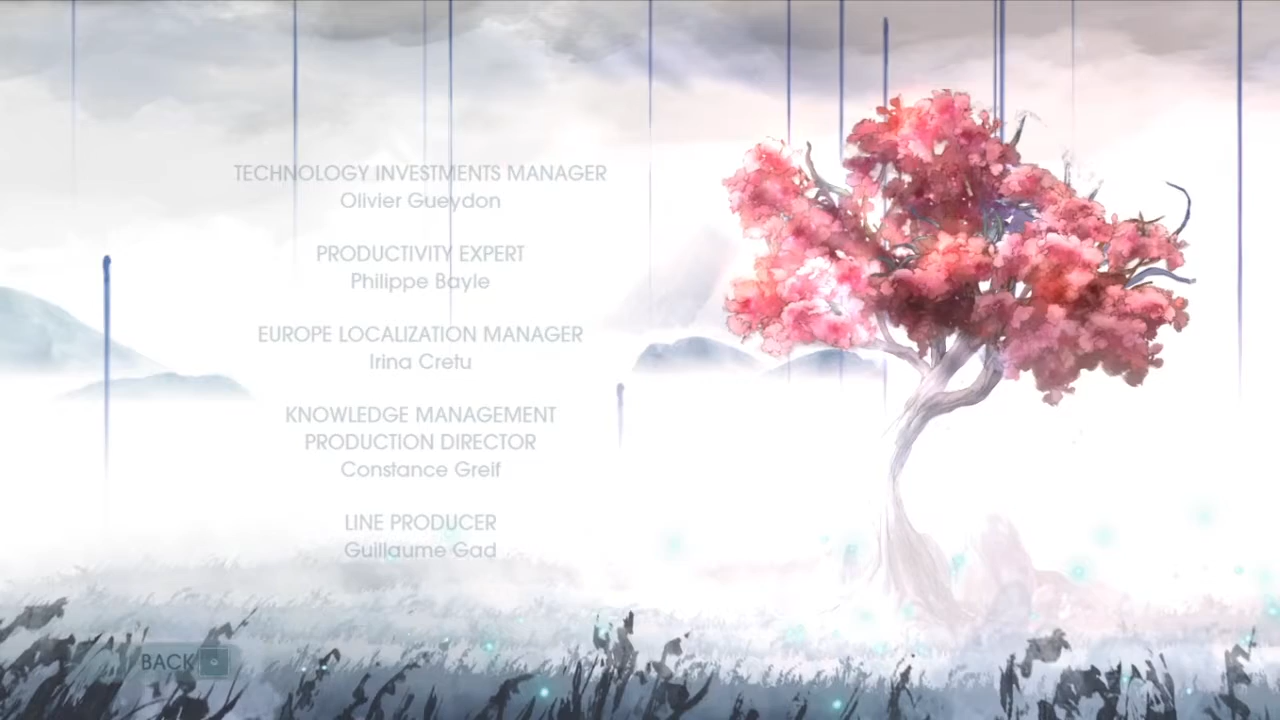 TECHNOLOGY INVESTMENTS MANAGER
Olivier Gueydon
PRODUCTIVITY EXPERT
Philippe Bayle
EUROPE LOCALIZATION MANAGER
Irina Cretu
KNOWLEDGE MANAGEMENT
PRODUCTION DIRECTOR
Constance Greif
LINE PRODUCER
Guillaume Gad
BACK